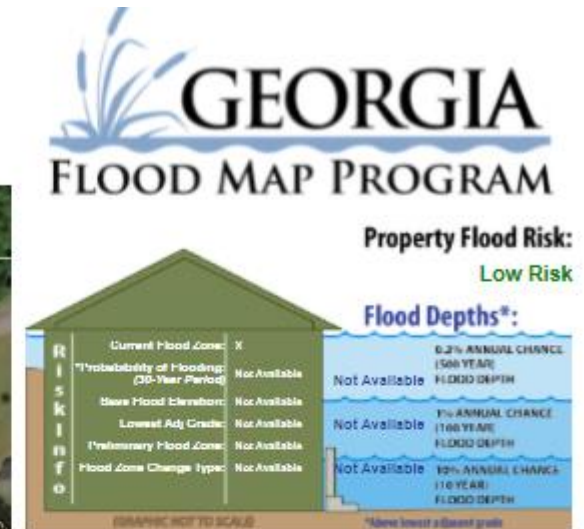 GEORGIA
FLOOD MAP PROGRAM
Property Flood Risk:
Low Risk
Flood Depths*:
Risk Info
Current Flood Zone: X
*Probability of Flooding:
(30-Year Period) Not Available
Base Flood Elevation: Not Available
Lowest Adj Grade: Not Available
Preliminary Flood Zone: Not Available
Flood Zone Change Type: Not Available
Not Available
0.2% ANNUAL CHANCE
(500 YEAR)
FLOOD DEPTH
Not Available
1% ANNUAL CHANCE
(100 YEAR)
FLOOD DEPTH
Not Available
10% ANNUAL CHANCE
(10 YEAR)
FLOOD DEPTH
(GRAPHIC NOT TO SCALE)
*Above lowest adjacent grade